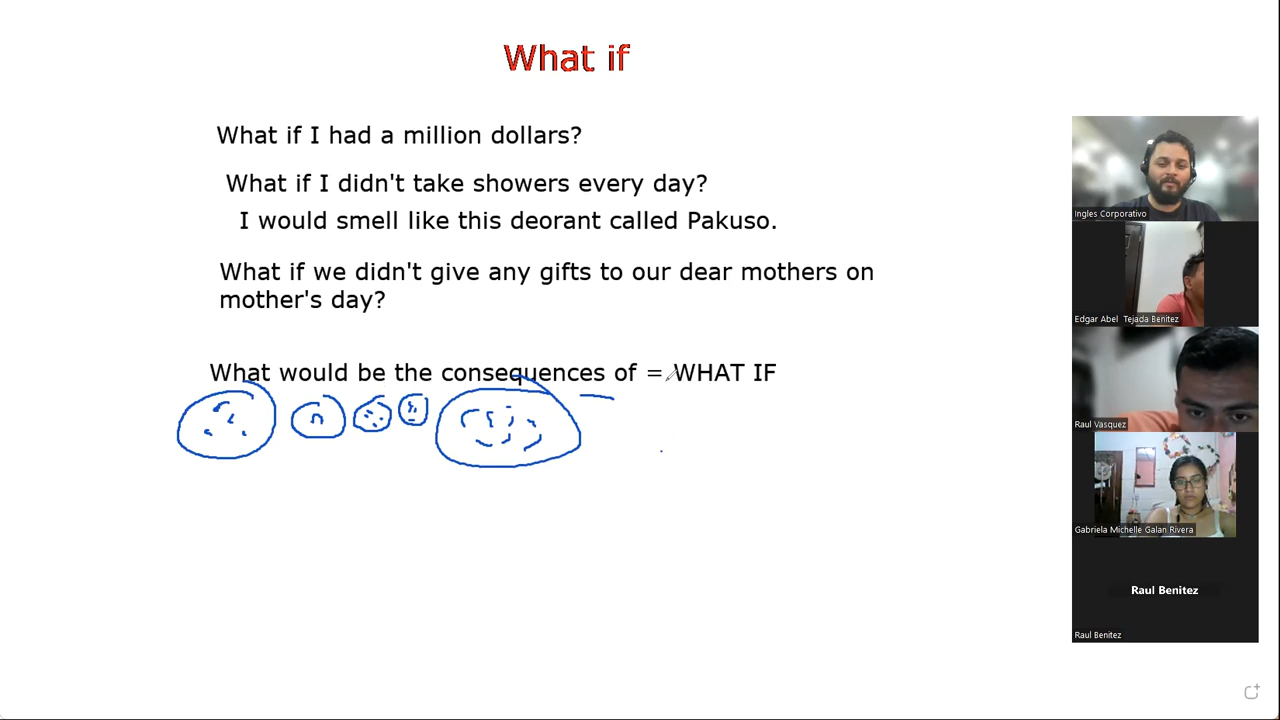 What if
What if I had a million dollars?
What if I didn't take showers every day?
I would smell like this deorant called Pakuso.
What if we didn't give any gifts to our dear mothers on
mother's day?
What would be the consequences of = WHAT IF
Ingles Corporativo
Edgar Abel Tejada Benitez
Raul Vasquez
Gabriela Michelle Galan Rivera
Raul Benitez
Raul Benitez